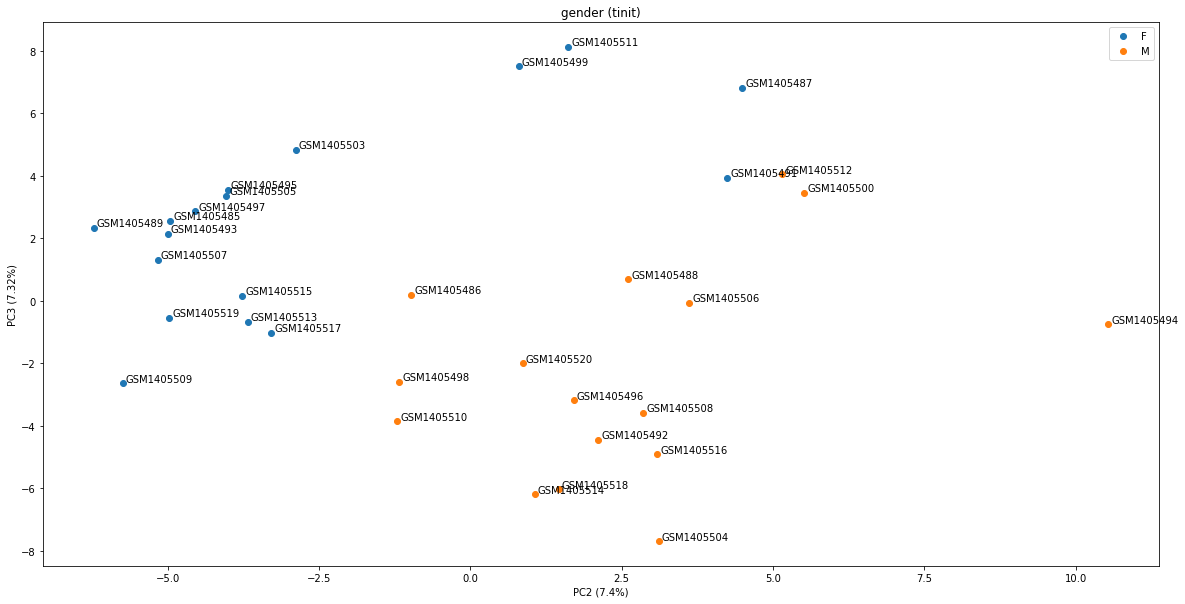 gender (tinit)
F
M
GSM1405511
GSM1405499
GSM1405487
GSM1405503
GSM1405491
GSM1405512
GSM1405500
GSM1405495
GSM1405505
GSM1405497
GSM1405485
GSM1405489
GSM1405493
GSM1405507
GSM1405488
GSM1405515
GSM1405486
GSM1405506
GSM1405519
GSM1405513
GSM1405517
GSM1405494
GSM1405520
GSM1405509
GSM1405498
GSM1405496
GSM1405508
GSM1405510
GSM1405492
GSM1405516
GSM1405518
GSM1405514
GSM1405504
8
6
4
2
0
−2
−4
−6
−8
PC3 (7.32%)
−5.0
−2.5
0.0
2.5
5.0
7.5
10.0
PC2 (7.4%)